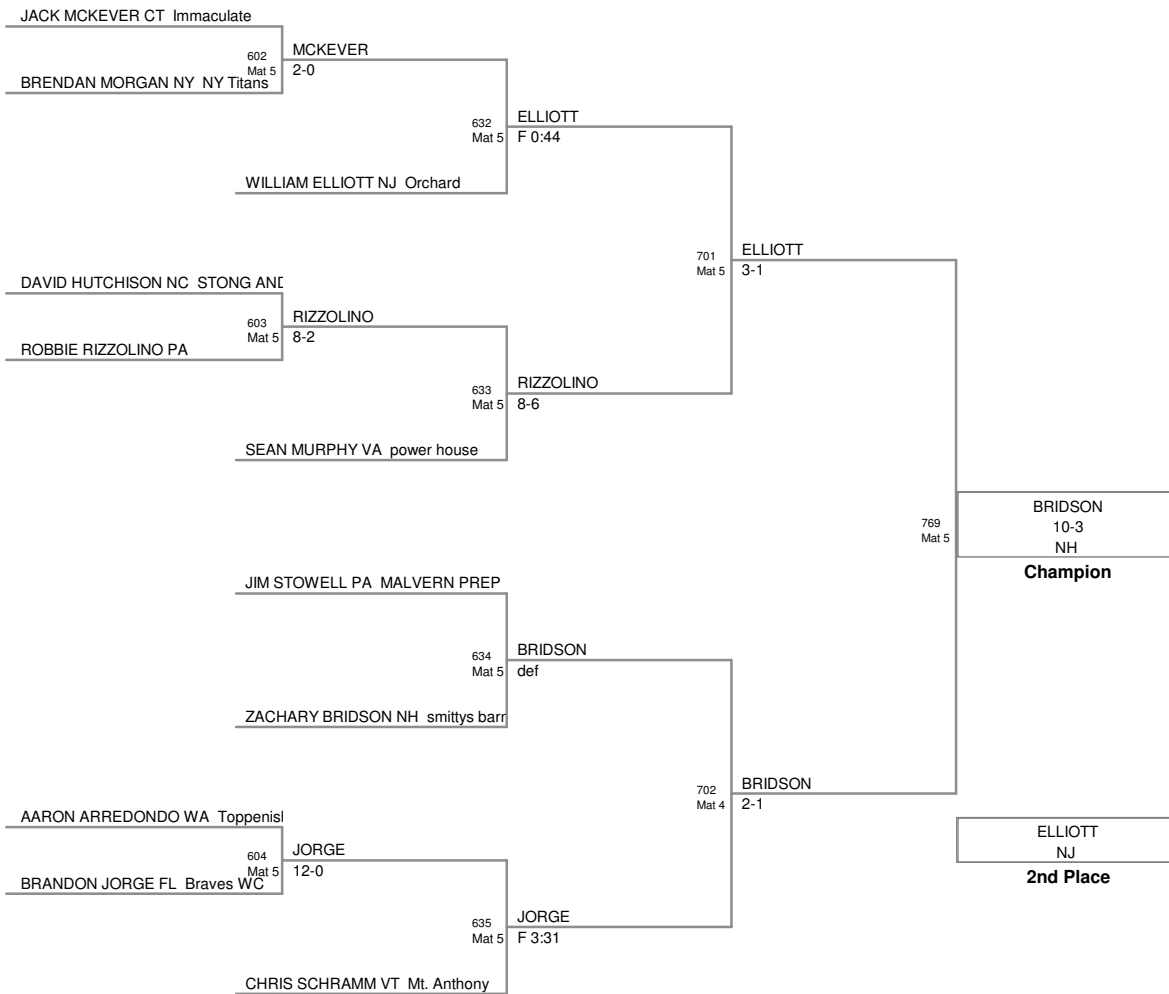 JACK MCKEVER CT  Immaculate
602
Mat 5
MCKEVER
2-0
BRENDAN MORGAN NY  NY Titans
632
Mat 5
ELLIOTT
F 0:44
WILLIAM ELLIOTT NJ  Orchard
701
Mat 5
ELLIOTT
3-1
DAVID HUTCHISON NC  STONG AND
603
Mat 5
RIZZOLINO
8-2
ROBBIE RIZZOLINO PA
633
Mat 5
RIZZOLINO
8-6
SEAN MURPHY VA  power house
769
Mat 5
BRIDSON
10-3
NH
Champion
JIM STOWELL PA  MALVERN PREP
634
Mat 5
BRIDSON
def
ZACHARY BRIDSON NH  smittys barr
702
Mat 4
BRIDSON
2-1
AARON ARREDONDO WA  Toppenish
604
Mat 5
JORGE
12-0
BRANDON JORGE FL  Braves WC
635
Mat 5
JORGE
F 3:31
CHRIS SCHRAMM VT  Mt. Anthony
ELLIOTT
NJ
2nd Place